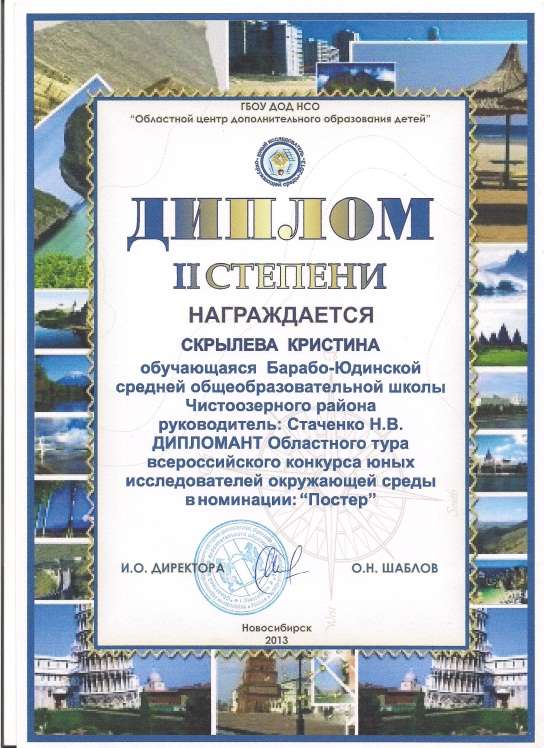 ГБОУ ДОД НСО
"Областной центр дополнительного образования детей"
ДИПЛОМ
II СТЕПЕНИ
НАГРАЖДАЕТСЯ
СКРЫЛЕВА КРИСТИНА
обучающаяся Барабо-Юдинской
средней общеобразовательной школы
Чистоозерного района
руководитель: Стаченко Н.В.
ДИПЛОМАНТ Областного тура
всероссийского конкурса юных
исследователей окружающей среды
в номинации: "Постер"
И.О. ДИРЕКТОРА О.Н. ШАБЛОВ
South
West
Новосибирск
2013